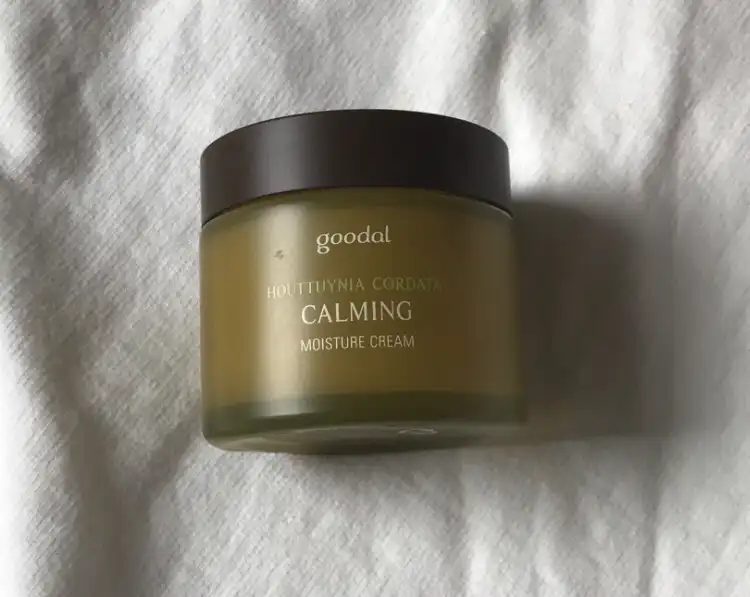 goodal
HOUTTUYNIA CORDATA
CALMING
MOISTURE CREAM